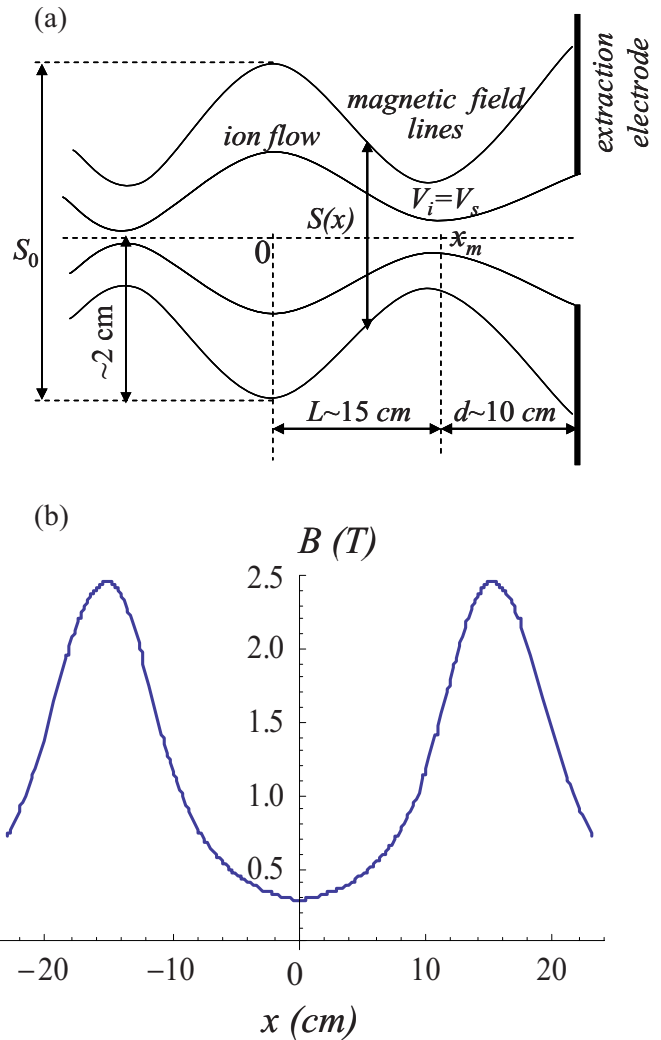 (a)
extraction
electrode
magnetic field
lines
ion flow
V_i=V_s
S(x)
x_m
S_0
0
~2 cm
L~15 cm
d~10 cm
(b)
B (T)
2.5
2.0
1.5
1.0
0.5
−20
−10
0
10
20
x (cm)